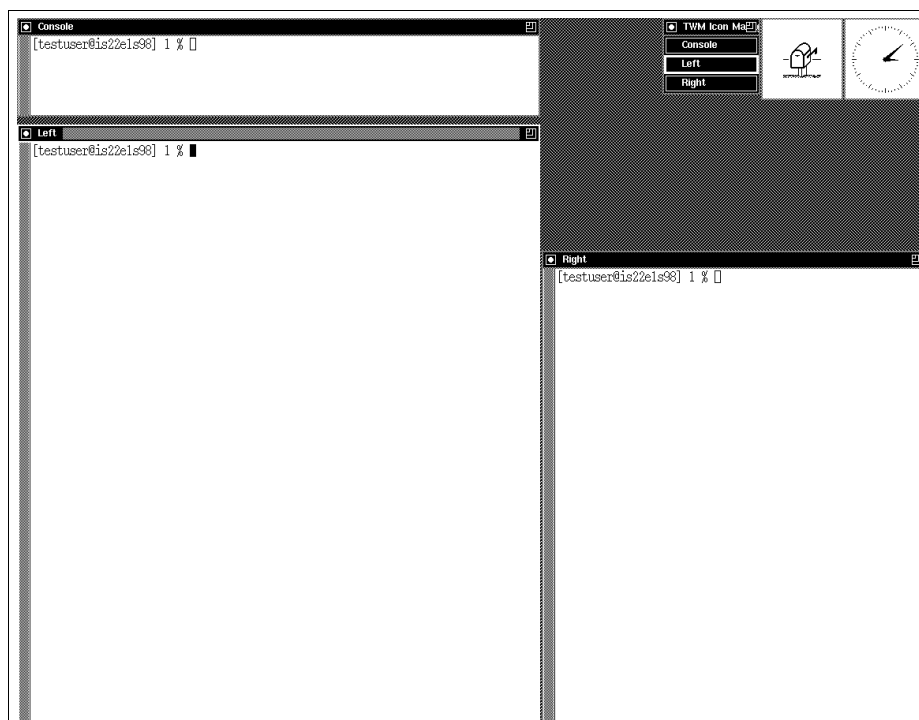 Console
[testuser@is22e1s98] 1 %
TWM Icon Ma
Console
Left
Right
Left
[testuser@is22e1s98] 1 %
Right
[testuser@is22e1s98] 1 %